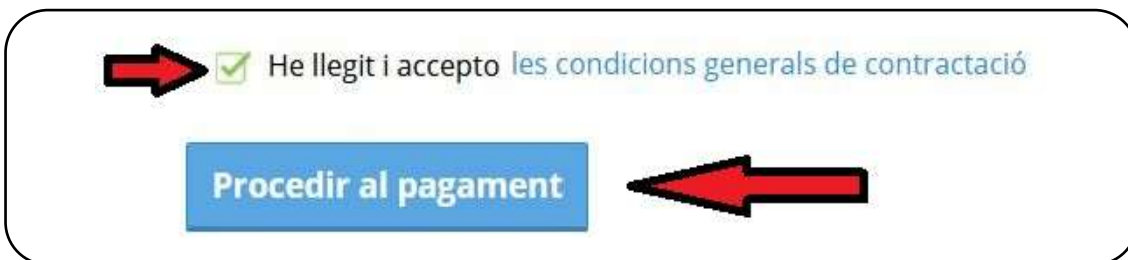 He llegit i accepto les condicions generals de contractació
Procedir al pagament